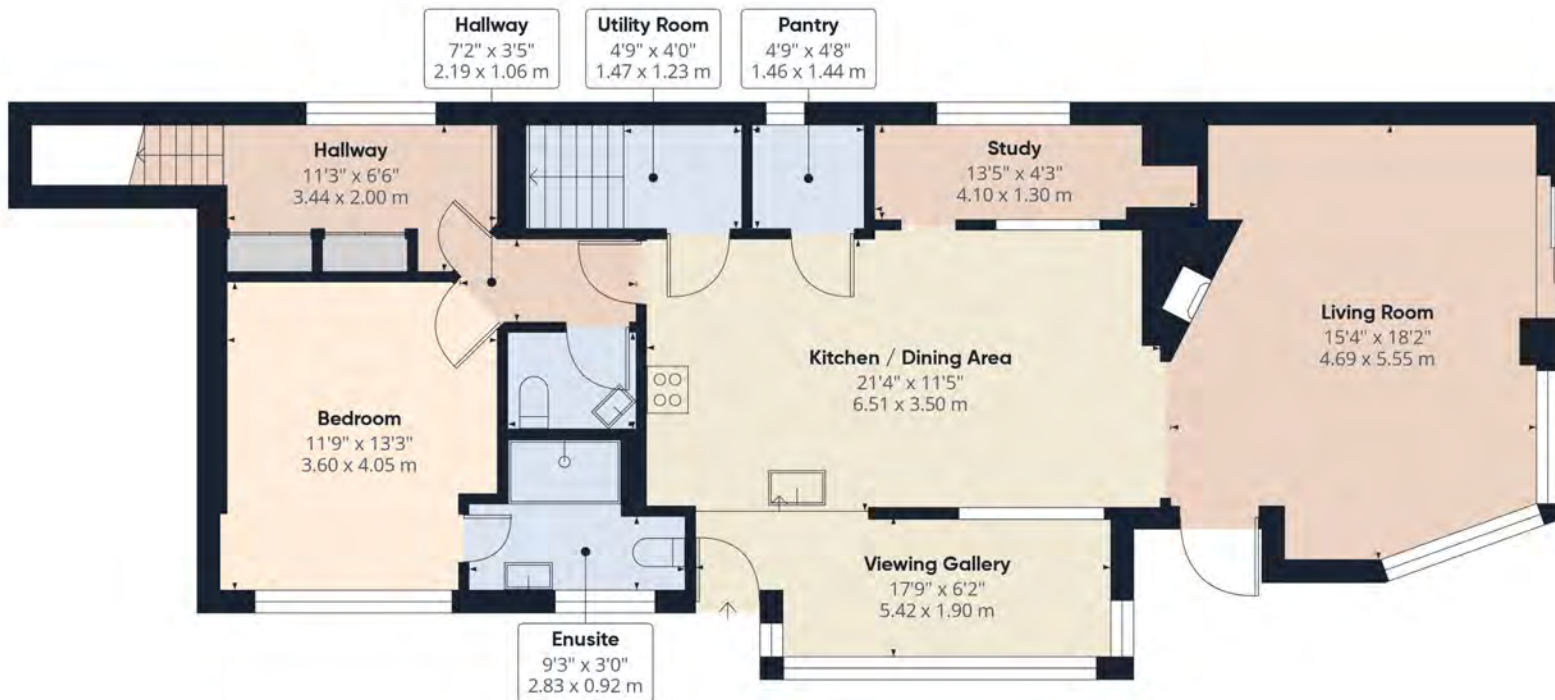 Hallway
7'2" x 3'5"
2.19 x 1.06 m
Utility Room
4'9" x 4'0"
1.47 x 1.23 m
Pantry
4'9" x 4'8"
1.46 x 1.44 m
Hallway
11'3" x 6'6"
3.44 x 2.00 m
Study
13'5" x 4'3"
4.10 x 1.30 m
Living Room
15'4" x 18'2"
4.69 x 5.55 m
Kitchen / Dining Area
21'4" x 11'5"
6.51 x 3.50 m
Bedroom
11'9" x 13'3"
3.60 x 4.05 m
Viewing Gallery
17'9" x 6'2"
5.42 x 1.90 m
Enusite
9'3" x 3'0"
2.83 x 0.92 m